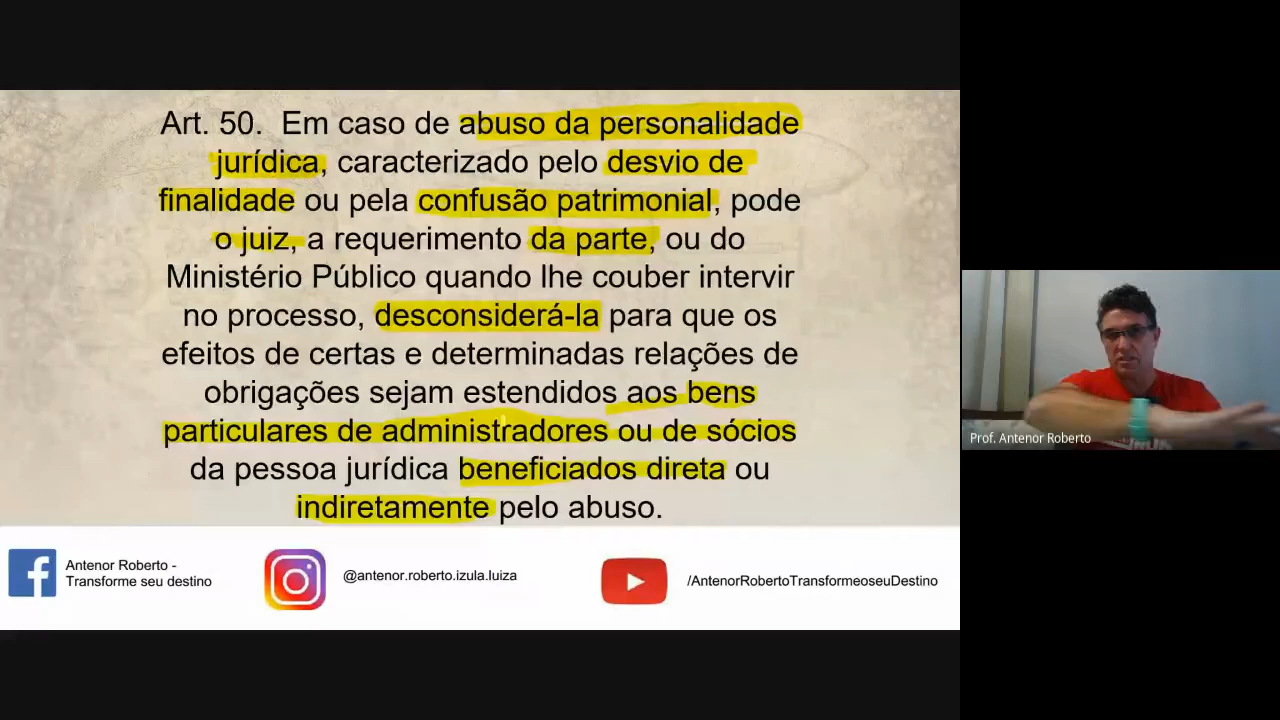 Art. 50. Em caso de abuso da personalidade
jurídica, caracterizado pelo desvio de
finalidade ou pela confusão patrimonial, pode
o juiz, a requerimento da parte, ou do
Ministério Público quando lhe couber intervir
no processo, desconsiderá-la para que os
efeitos de certas e determinadas relações de
obrigações sejam estendidos aos bens
particulares de administradores ou de sócios
da pessoa jurídica beneficiados direta ou
indiretamente pelo abuso.
Prof. Antenor Roberto
Antenor Roberto -
Transforme seu destino
@antenor.roberto.izula.luiza
/AntenorRobertoTransformeoseuDestino